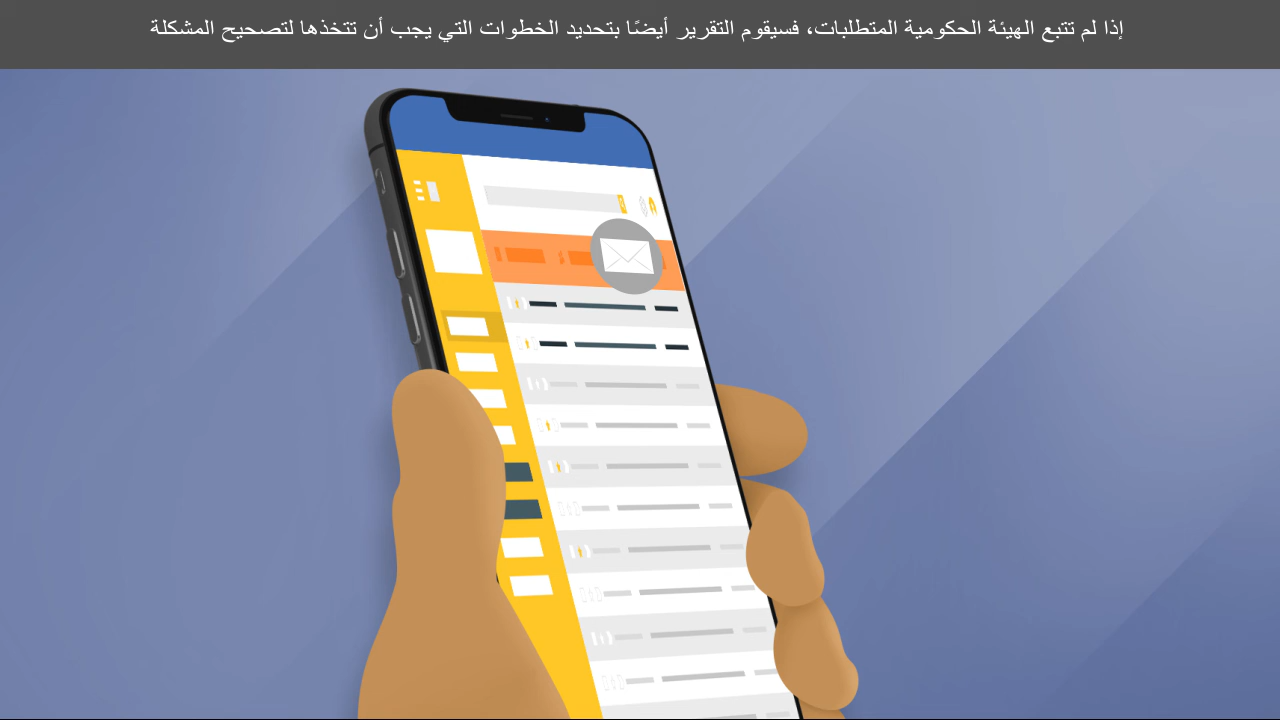 إذا لم تتبع الهيئة الحكومية المتطلبات، فسيقوم التقرير أيضًا بتحديد الخطوات التي يجب أن تتخذها لتصحيح المشكلة